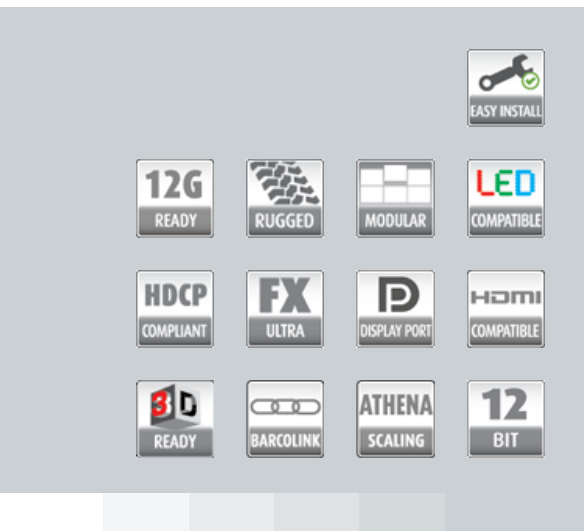 EASY INSTALL
12G
READY
RUGGED
MODULAR
LED
COMPATIBLE
HDCP
COMPLIANT
FX
ULTRA
DISPLAY PORT
HDMI
COMPATIBLE
3D
READY
BARCOLINK
ATHENA
SCALING
12
BIT